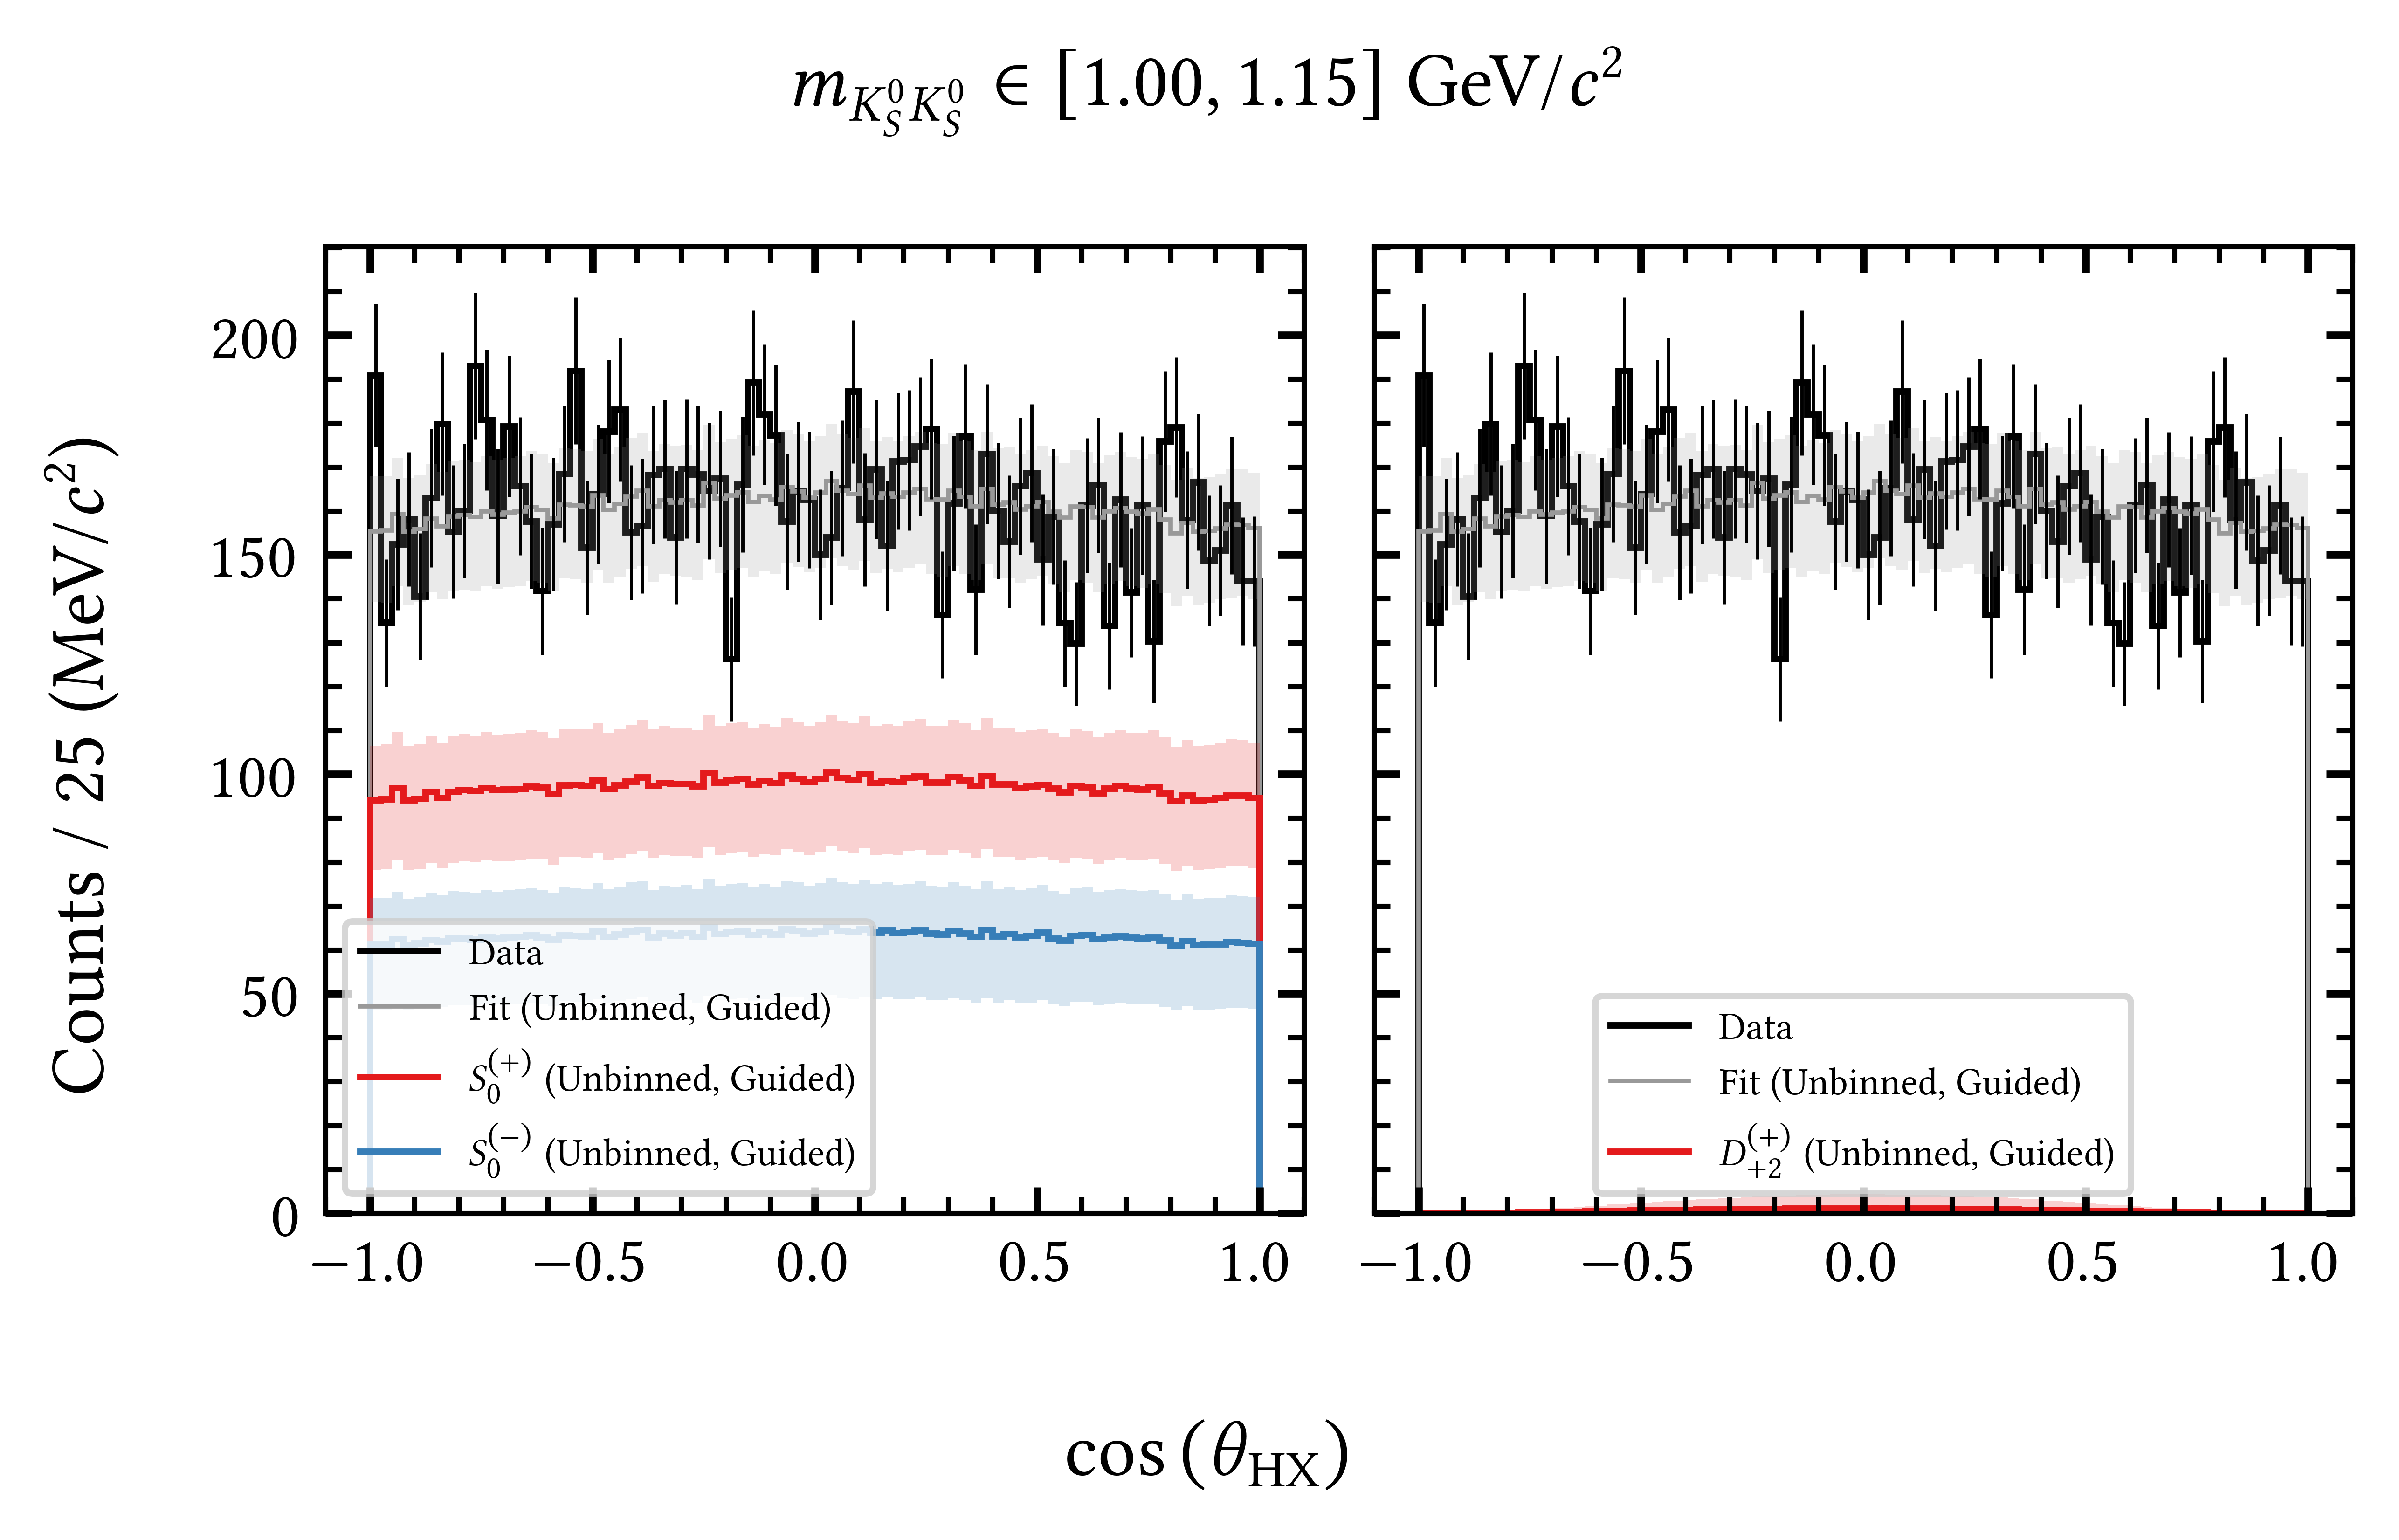 m_{K_S^0 K_S^0} ∈ [1.00, 1.15] GeV/c²
Counts / 25 (MeV/c²)
200
150
100
50
0
Data
Fit (Unbinned, Guided)
S_0^{(+)} (Unbinned, Guided)
S_0^{(−)} (Unbinned, Guided)
−1.0 −0.5 0.0 0.5 1.0
Data
Fit (Unbinned, Guided)
D_{+2}^{(+)} (Unbinned, Guided)
−1.0 −0.5 0.0 0.5 1.0
cos (θ_{HX})